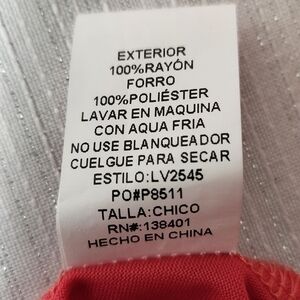 EXTERIOR
100%RAYÓN
FORRO
100%POLIÉSTER
LAVAR EN MAQUINA
CON AQUA FRIA
NO USE BLANQUEADOR
CUELGUE PARA SECAR
ESTILO:LV2545
PO#P8511
TALLA:CHICO
RN#:138401
HECHO EN CHINA